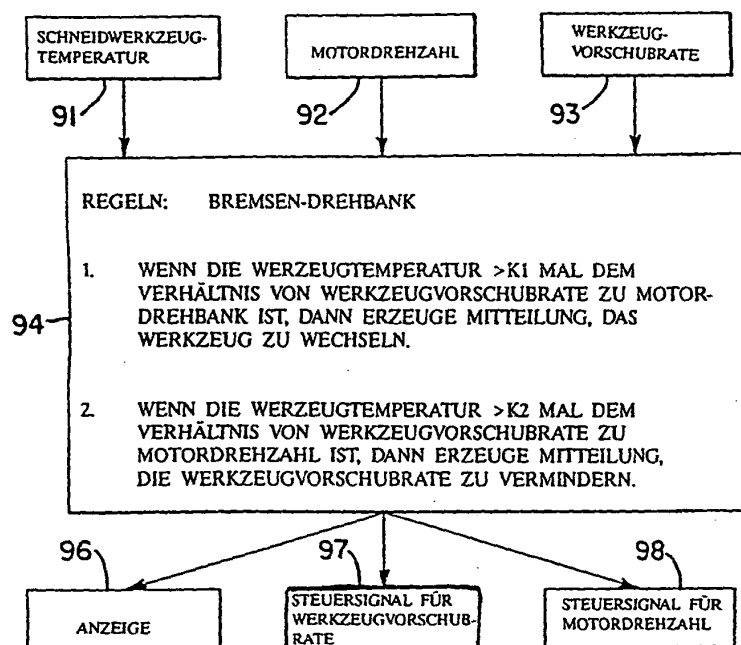 SCHNEIDWERKZEUG-
TEMPERATUR
MOTORDREHZAHL
WERKZEUG-
VORSCHUBRATE
91
92
93
REGELN: BREMSEN-DREHBANK
1. WENN DIE WERZEUGTEMPERATUR >K1 MAL DEM
VERHÄLTNIS VON WERKZEUGVORSCHUBRATE ZU MOTOR-
DREHBANK IST, DANN ERZEUGE MITTEILUNG, DAS
WERKZEUG ZU WECHSELN.
94
2. WENN DIE WERZEUGTEMPERATUR >K2 MAL DEM
VERHÄLTNIS VON WERKZEUGVORSCHUBRATE ZU
MOTORDREHZAHL IST, DANN ERZEUGE MITTEILUNG,
DIE WERKZEUGVORSCHUBRATE ZU VERMINDERN.
96
97
98
ANZEIGE
STEUERSIGNAL FÜR
WERKZEUGVORSCHUB-
RATE
STEUERSIGNAL FÜR
MOTORDREHZAHL